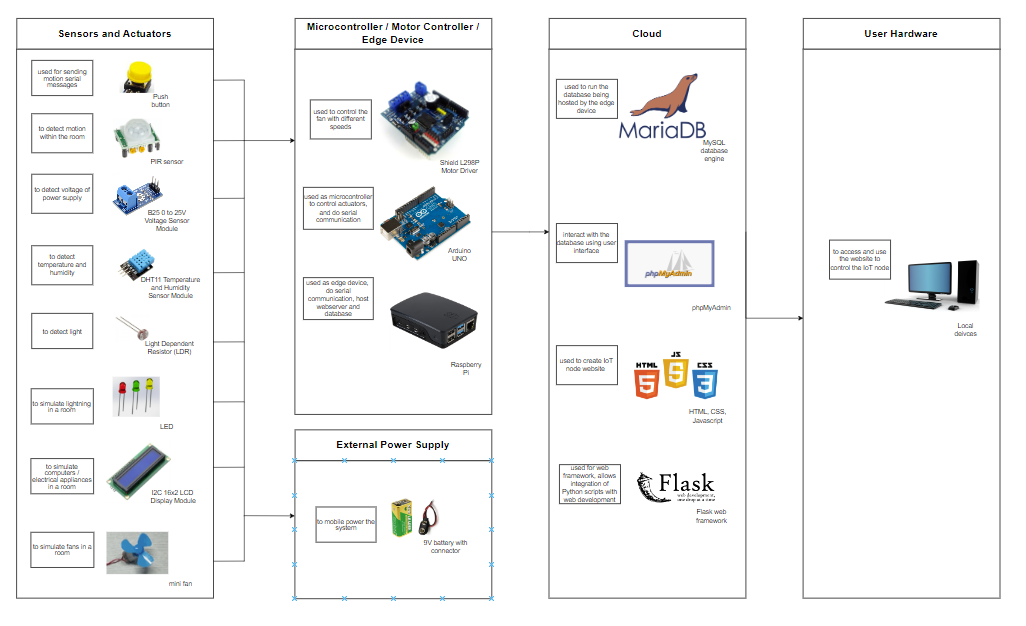 Sensors and Actuators
used for sending
motion serial
messages
Push
button
to detect motion
within the room
PIR sensor
to detect voltage of
power supply
B25 0 to 25V
Voltage Sensor
Module
to detect
temperature and
humidity
DHT11 Temperature
and Humidity
Sensor Module
to detect light
Light Dependent
Resistor (LDR)
to simulate lightning
in a room
LED
to simulate
computers /
electrical appliances
in a room
I2C 16x2 LCD
Display Module
to simulate fans in a
room
mini fan
Microcontroller / Motor Controller /
Edge Device
used to control the
fan with different
speeds
Shield L298P
Motor Driver
used as microcontroller
to control actuators,
and do serial
communication
Arduino
UNO
used as edge device,
do serial
communication, host
webserver and
database
Raspberry
Pi
External Power Supply
to mobile power the
system
9V battery with
connector
Cloud
used to run the
database being
hosted by the edge
device
MariaDB
MySQL
database
engine
interact with the
database using user
interface
phpMyAdmin
phpMyAdmin
used to create IoT
node website
HTML
5
JS
CSS
3
HTML, CSS,
Javascript
used for web
framework, allows
integration of
Python scripts with
web development
Flask
web development,
one drop at a time
Flask web
framework
User Hardware
to access and use
the website to
control the IoT node
Local
deivces